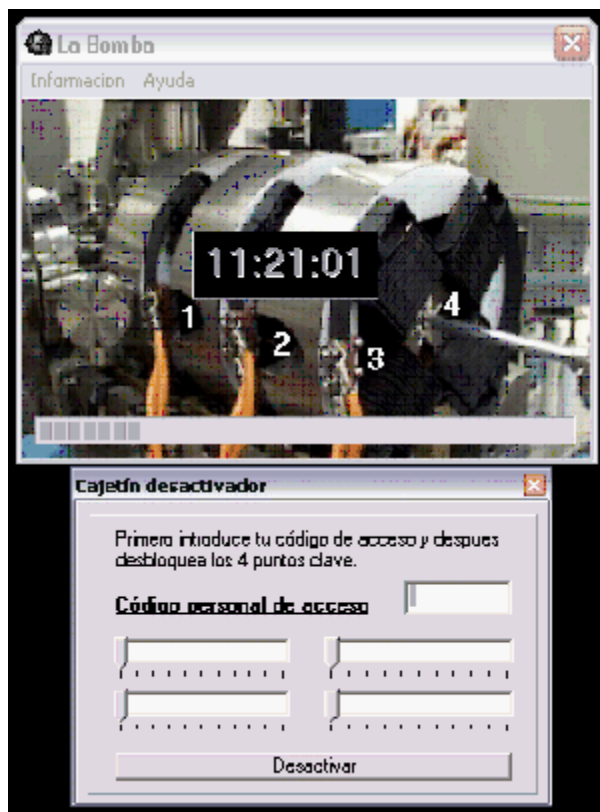 La Bomba
Informacion Ayuda
11:21:01
1
2
3
4
Cajetín desactivador
Primero introduce tu código de acceso y despues
desbloquea los 4 puntos clave.
Código personal de acceso
Desactivar